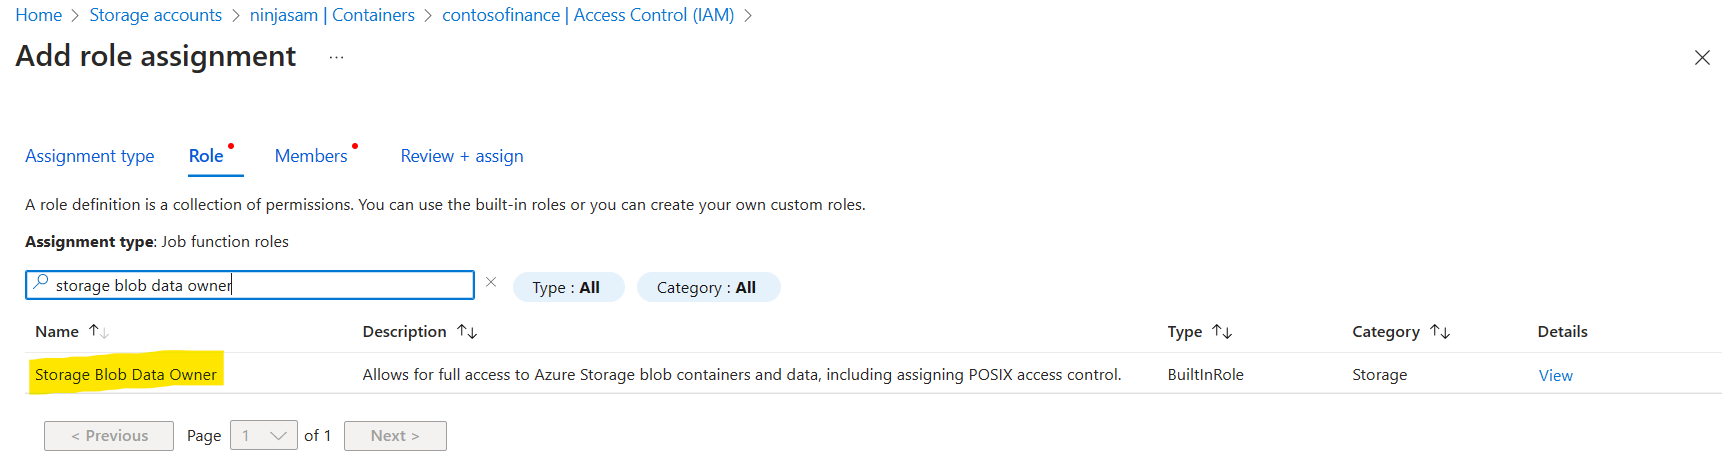 Home > Storage accounts > ninjasam | Containers > contosofinance | Access Control (IAM) >
Add role assignment ...
Assignment type Role Members Review + assign
A role definition is a collection of permissions. You can use the built-in roles or you can create your own custom roles.
Assignment type: Job function roles
storage blob data owner Type : All Category : All
Name Description Type Category Details
Storage Blob Data Owner Allows for full access to Azure Storage blob containers and data, including assigning POSIX access control. BuiltInRole Storage View
< Previous Page 1 of 1 Next >